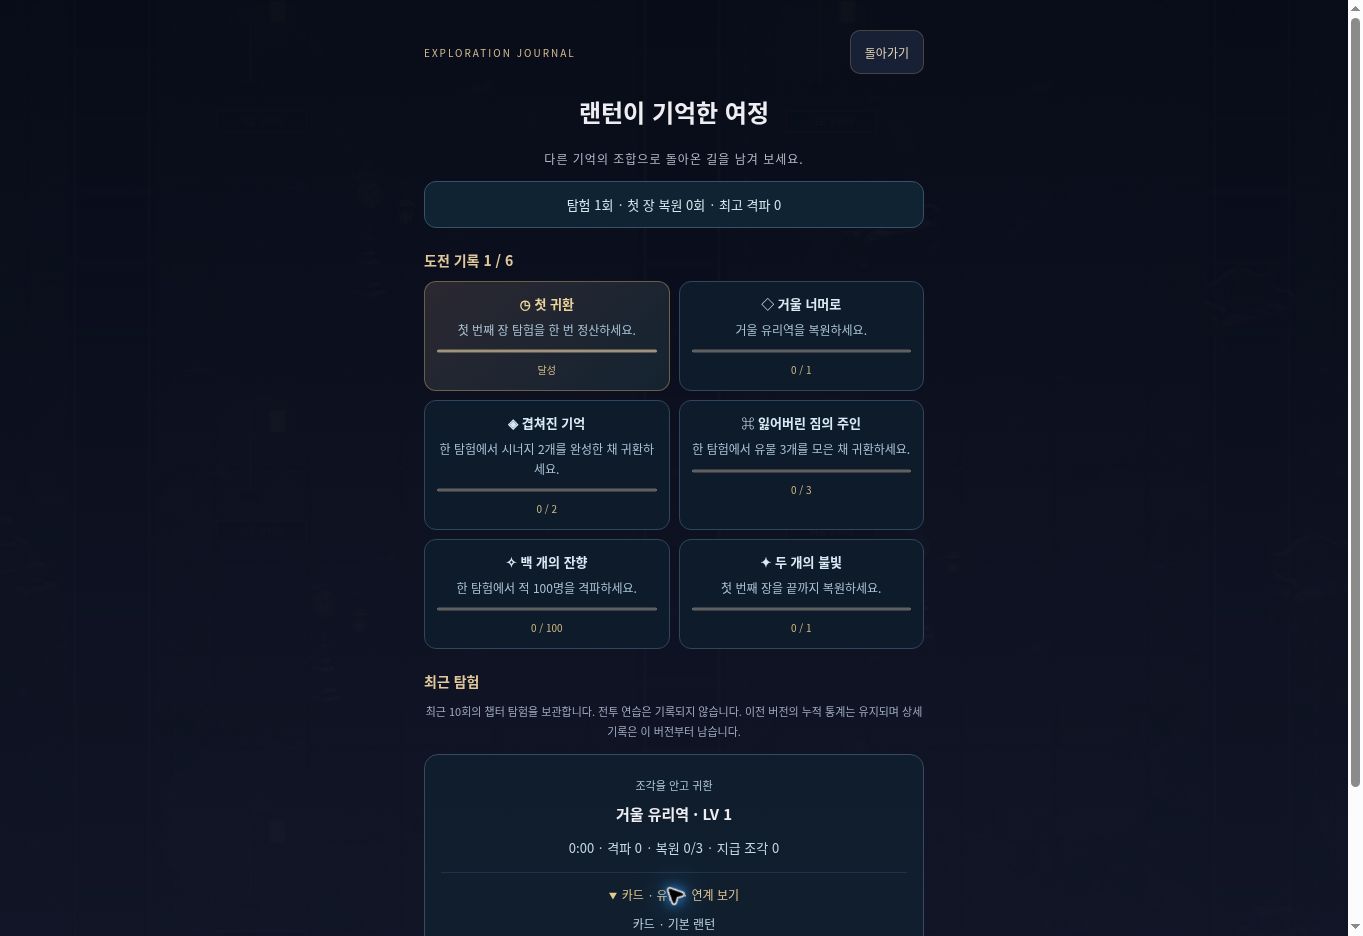 EXPLORATION JOURNAL
돌아가기
랜턴이 기억한 여정
다른 기억의 조합으로 돌아온 길을 남겨 보세요.
탐험 1회 · 첫 장 복원 0회 · 최고 격파 0
도전 기록 1 / 6
◷ 첫 귀환
첫 번째 장 탐험을 한 번 정산하세요.
달성
◇ 거울 너머로
거울 유리역을 복원하세요.
0 / 1
◈ 겹쳐진 기억
한 탐험에서 시너지 2개를 완성한 채 귀환하
세요.
0 / 2
⌘ 잃어버린 짐의 주인
한 탐험에서 유물 3개를 모은 채 귀환하세요.
0 / 3
✧ 백 개의 잔향
한 탐험에서 적 100명을 격파하세요.
0 / 100
✦ 두 개의 불빛
첫 번째 장을 끝까지 복원하세요.
0 / 1
최근 탐험
최근 10회의 챕터 탐험을 보관합니다. 전투 연습은 기록되지 않습니다. 이전 버전의 누적 통계는 유지되며 상세
기록은 이 버전부터 남습니다.
조각을 안고 귀환
거울 유리역 · LV 1
0:00 · 격파 0 · 복원 0/3 · 지급 조각 0
▼ 카드 · 유 연계 보기
카드 · 기본 랜턴